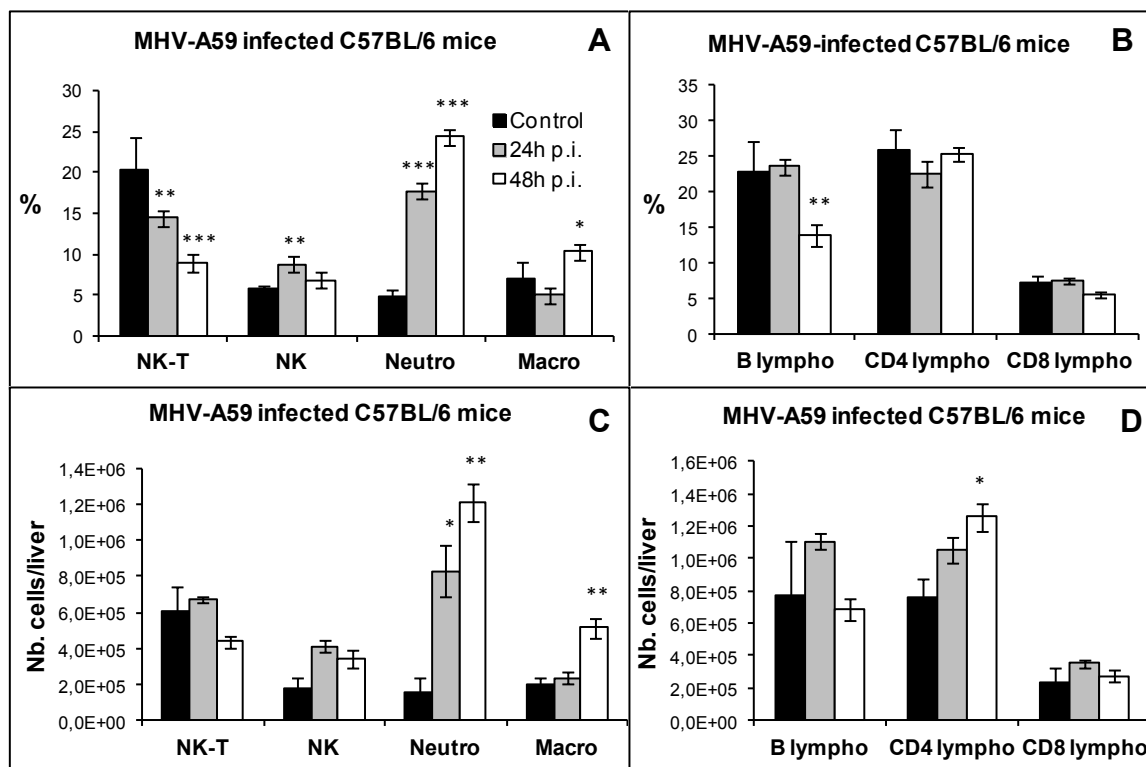 MHV-A59 infected C57BL/6 mice
A
30
25
20
15
10
5
0
%
**
***
**
***
***
*
Control
24h p.i.
48h p.i.
NK-T NK Neutro Macro
MHV-A59-infected C57BL/6 mice
B
35
30
25
20
15
10
5
0
%
**
B lympho CD4 lympho CD8 lympho
MHV-A59 infected C57BL/6 mice
C
1,4E+06
1,2E+06
1,0E+06
8,0E+05
6,0E+05
4,0E+05
2,0E+05
0,0E+00
Nb. cells/liver
*
**
**
NK-T NK Neutro Macro
MHV-A59 infected C57BL/6 mice
D
1,6E+06
1,4E+06
1,2E+06
1,0E+06
8,0E+05
6,0E+05
4,0E+05
2,0E+05
0,0E+00
Nb. cells/liver
*
B lympho CD4 lympho CD8 lympho